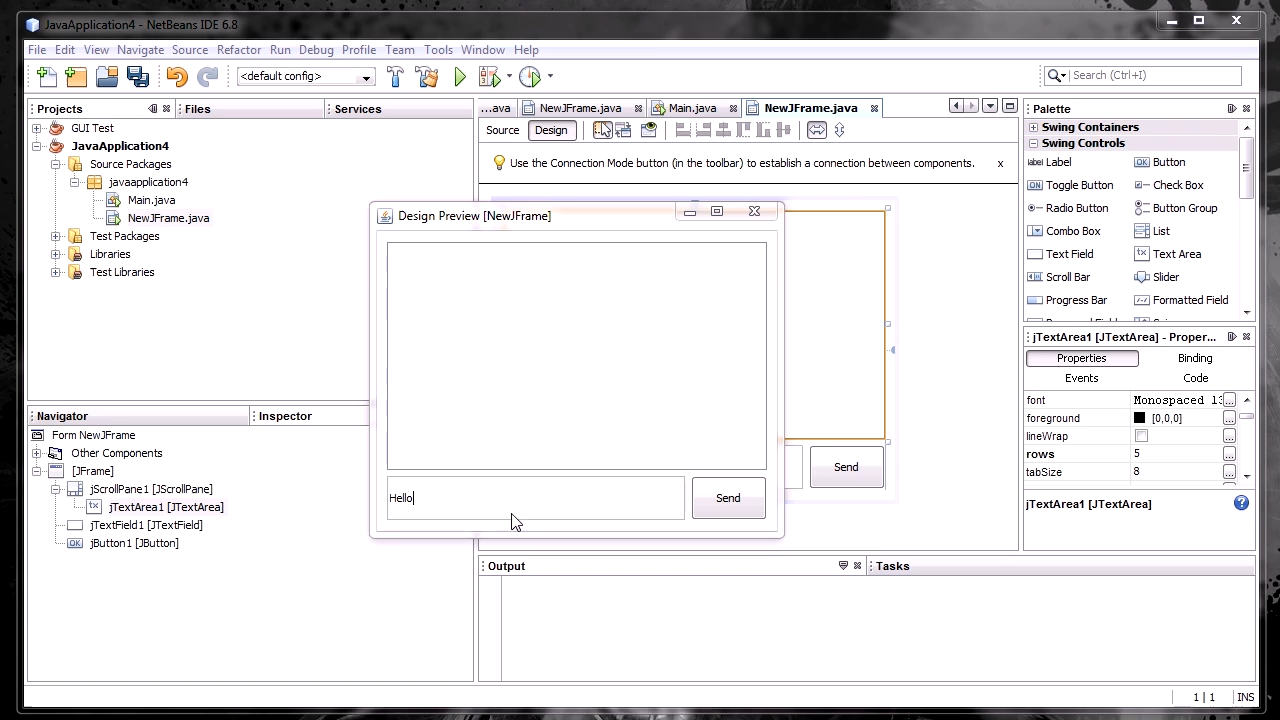 JavaApplication4 - NetBeans IDE 6.8
File Edit View Navigate Source Refactor Run Debug Profile Team Tools Window Help
<default config>
Search (Ctrl+I)
Projects
Files
Services
GUI Test
JavaApplication4
Source Packages
javaapplication4
Main.java
NewJFrame.java
Test Packages
Libraries
Test Libraries
...ava
NewJFrame.java
Main.java
NewJFrame.java
Source
Design
Use the Connection Mode button (in the toolbar) to establish a connection between components.
x
Design Preview [NewJFrame]
Hello
Send
Send
Palette
Swing Containers
Swing Controls
label Label
OK Button
ON Toggle Button
Check Box
Radio Button
Button Group
Combo Box
List
Text Field
tx Text Area
Scroll Bar
Slider
Progress Bar
Formatted Field
jTextArea1 [JTextArea] - Proper...
Properties
Binding
Events
Code
font
Monospaced 13
...
foreground
[0,0,0]
...
lineWrap
...
rows
5
...
tabSize
8
...
jTextArea1 [JTextArea]
?
Navigator
Inspector
Form NewJFrame
Other Components
[JFrame]
jScrollPane1 [JScrollPane]
tx jTextArea1 [JTextArea]
jTextField1 [JTextField]
OK jButton1 [JButton]
Output
Tasks
1 | 1
INS